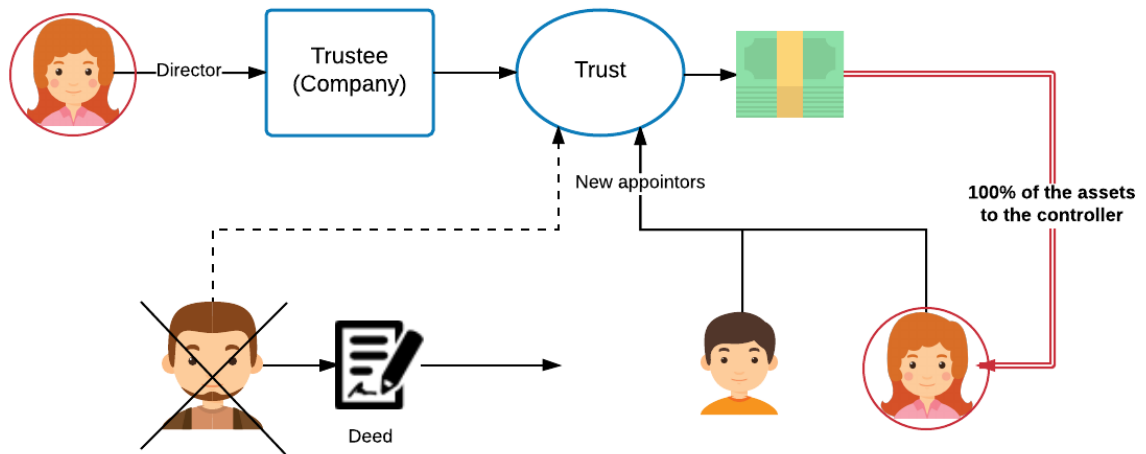 Director
Trustee
(Company)
Trust
New appointors
100% of the assets
to the controller
Deed